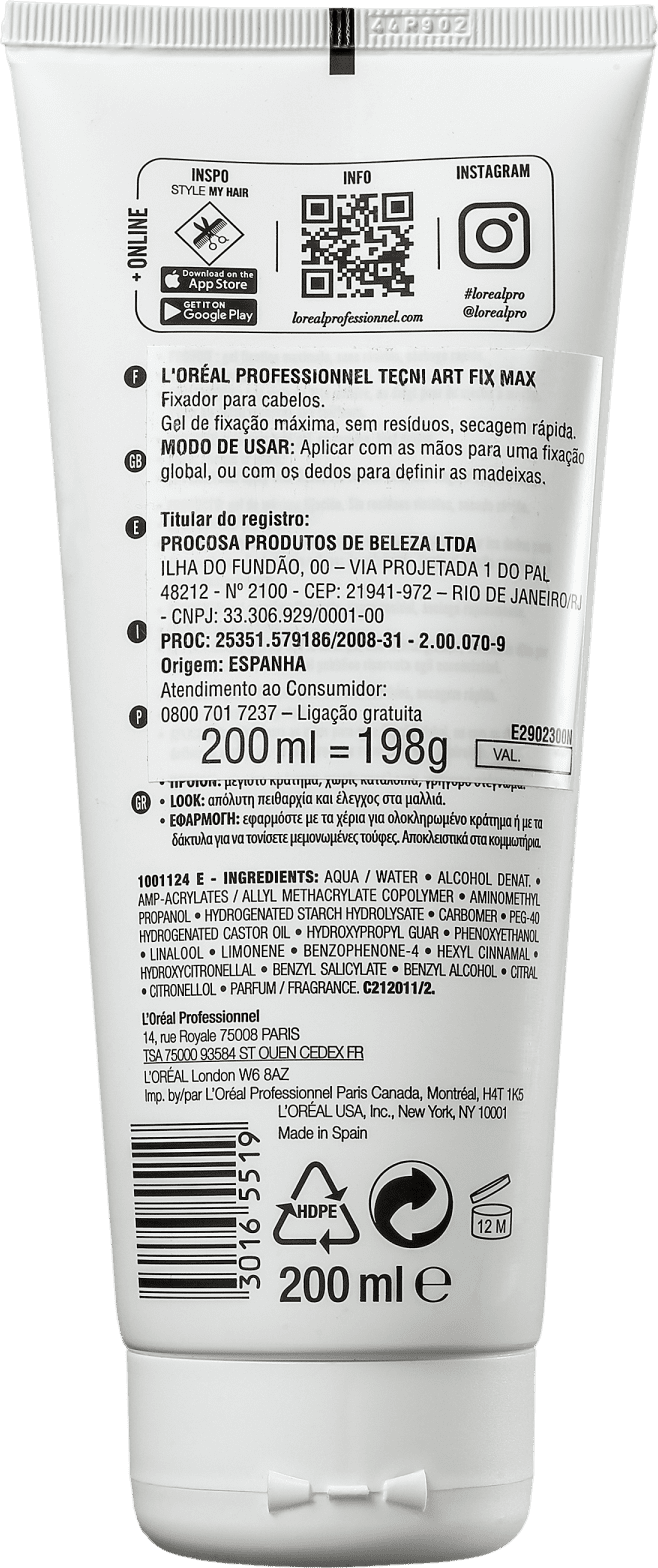 44R902
+ ONLINE
INSPO
STYLE MY HAIR
Download on the
App Store
GET IT ON
Google Play
INFO
lorealprofessionnel.com
INSTAGRAM
#lorealpro
@lorealpro
F
L'ORÉAL PROFESSIONNEL TECNI ART FIX MAX
Fixador para cabelos.
Gel de fixação máxima, sem resíduos, secagem rápida.
GB
MODO DE USAR: Aplicar com as mãos para uma fixação
global, ou com os dedos para definir as madeixas.
E
Titular do registro:
PROCOSA PRODUTOS DE BELEZA LTDA
ILHA DO FUNDÃO, 00 – VIA PROJETADA 1 DO PAL
48212 - Nº 2100 - CEP: 21941-972 – RIO DE JANEIRO/RJ
- CNPJ: 33.306.929/0001-00
I
PROC: 25351.579186/2008-31 - 2.00.070-9
Origem: ESPANHA
Atendimento ao Consumidor:
P
0800 701 7237 – Ligação gratuita
200 ml = 198g
E2902300N
VAL.
• ΠΡΟΪΟΝ: μέγιστο κράτημα, χωρίς κατάλοιπα, γρήγορο στέγνωμα.
GR
• LOOK: απόλυτη πειθαρχία και έλεγχος στα μαλλιά.
• ΕΦΑΡΜΟΓΗ: εφαρμόστε με τα χέρια για ολοκληρωμένο κράτημα ή με τα
δάκτυλα για να τονίσετε μεμονωμένες τούφες. Αποκλειστικά στα κομμωτήρια.
1001124 E - INGREDIENTS: AQUA / WATER • ALCOHOL DENAT. •
AMP-ACRYLATES / ALLYL METHACRYLATE COPOLYMER • AMINOMETHYL
PROPANOL • HYDROGENATED STARCH HYDROLYSATE • CARBOMER • PEG-40
HYDROGENATED CASTOR OIL • HYDROXYPROPYL GUAR • PHENOXYETHANOL
• LINALOOL • LIMONENE • BENZOPHENONE-4 • HEXYL CINNAMAL •
HYDROXYCITRONELLAL • BENZYL SALICYLATE • BENZYL ALCOHOL • CITRAL
• CITRONELLOL • PARFUM / FRAGRANCE. C212011/2.
L'Oréal Professionnel
14, rue Royale 75008 PARIS
TSA 75000 93584 ST OUEN CEDEX FR
L'ORÉAL London W6 8AZ
Imp. by/par L'Oréal Professionnel Paris Canada, Montréal, H4T 1K5
L'ORÉAL USA, Inc., New York, NY 10001
Made in Spain
3016 5519
HDPE
12 M
200 ml e